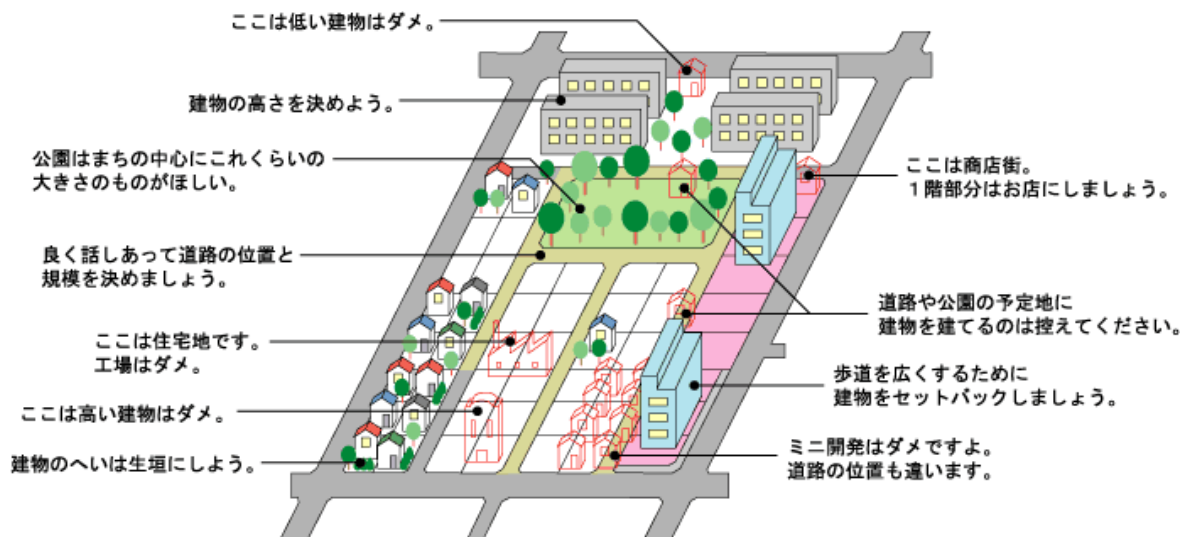 ここは低い建物はダメ。
建物の高さを決めよう。
公園はまちの中心にこれくらいの
大きさのものがほしい。
良く話しあって道路の位置と
規模を決めましょう。
ここは住宅地です。
工場はダメ。
ここは高い建物はダメ。
建物のへいは生垣にしよう。
ここは商店街。
1階部分はお店にしましょう。
道路や公園の予定地に
建物を建てるのは控えてください。
歩道を広くするために
建物をセットバックしましょう。
ミニ開発はダメですよ。
道路の位置も違います。